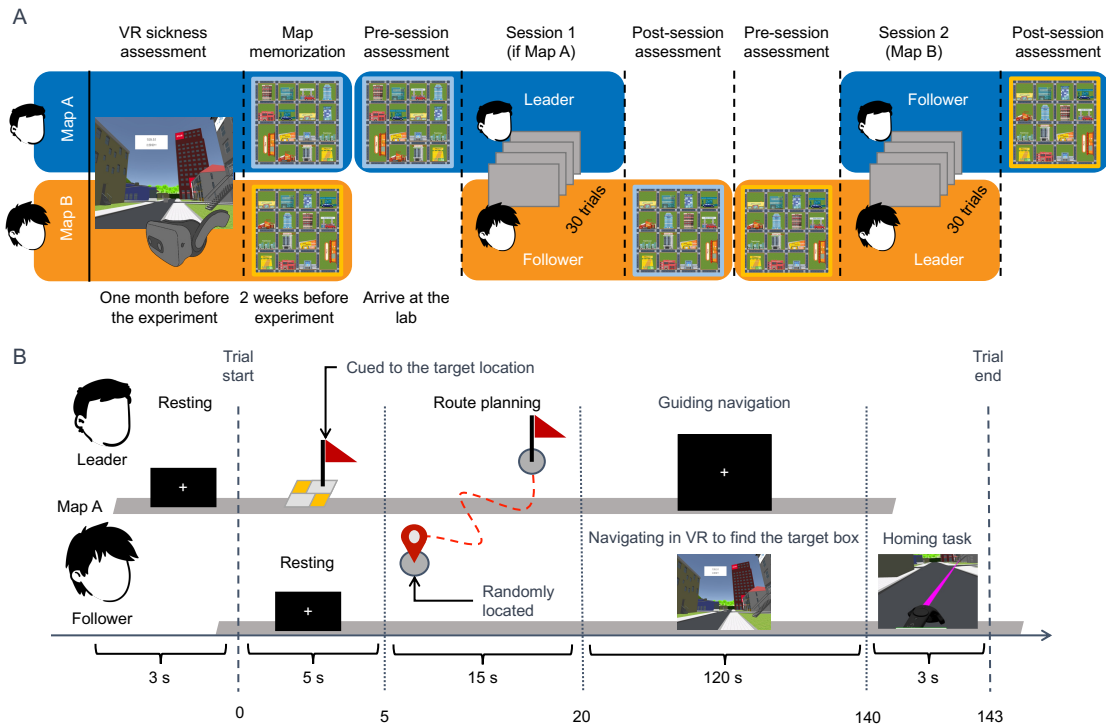 A
VR sickness
assessment
Map
memorization
Pre-session
assessment
Session 1
(if Map A)
Post-session
assessment
Pre-session
assessment
Session 2
(Map B)
Post-session
assessment
Map A
Leader
Follower
Map B
30 trials
30 trials
Follower
Leader
One month before
the experiment
2 weeks before
experiment
Arrive at the
lab
B
Trial
start
Cued to the target location
Trial
end
Resting
Route planning
Guiding navigation
Leader
+
+
Map A
Navigating in VR to find the target box
Homing task
Resting
+
Randomly
located
Follower
3 s
5 s
15 s
120 s
3 s
0
5
20
140
143